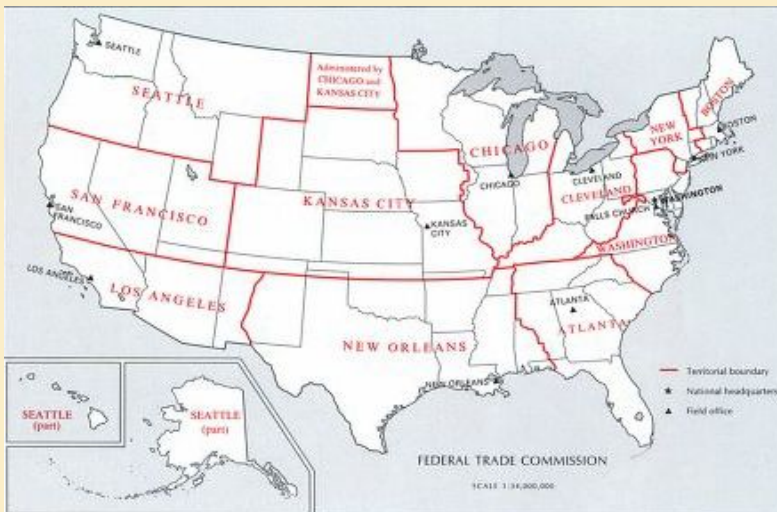 SEATTLE
SEATTLE
Administered by
CHICAGO and
KANSAS CITY
BOSTON
BOSTON
NEW
YORK
NEW YORK
CHICAGO
CHICAGO
CLEVELAND
CLEVELAND
WASHINGTON
FALLS CHURCH
WASHINGTON
SAN FRANCISCO
SAN
FRANCISCO
KANSAS CITY
KANSAS
CITY
LOS ANGELES
LOS ANGELES
ATLANTA
ATLANTA
NEW ORLEANS
NEW ORLEANS
Territorial boundary
National headquarters
Field office
SEATTLE
(part)
SEATTLE
(part)
FEDERAL TRADE COMMISSION